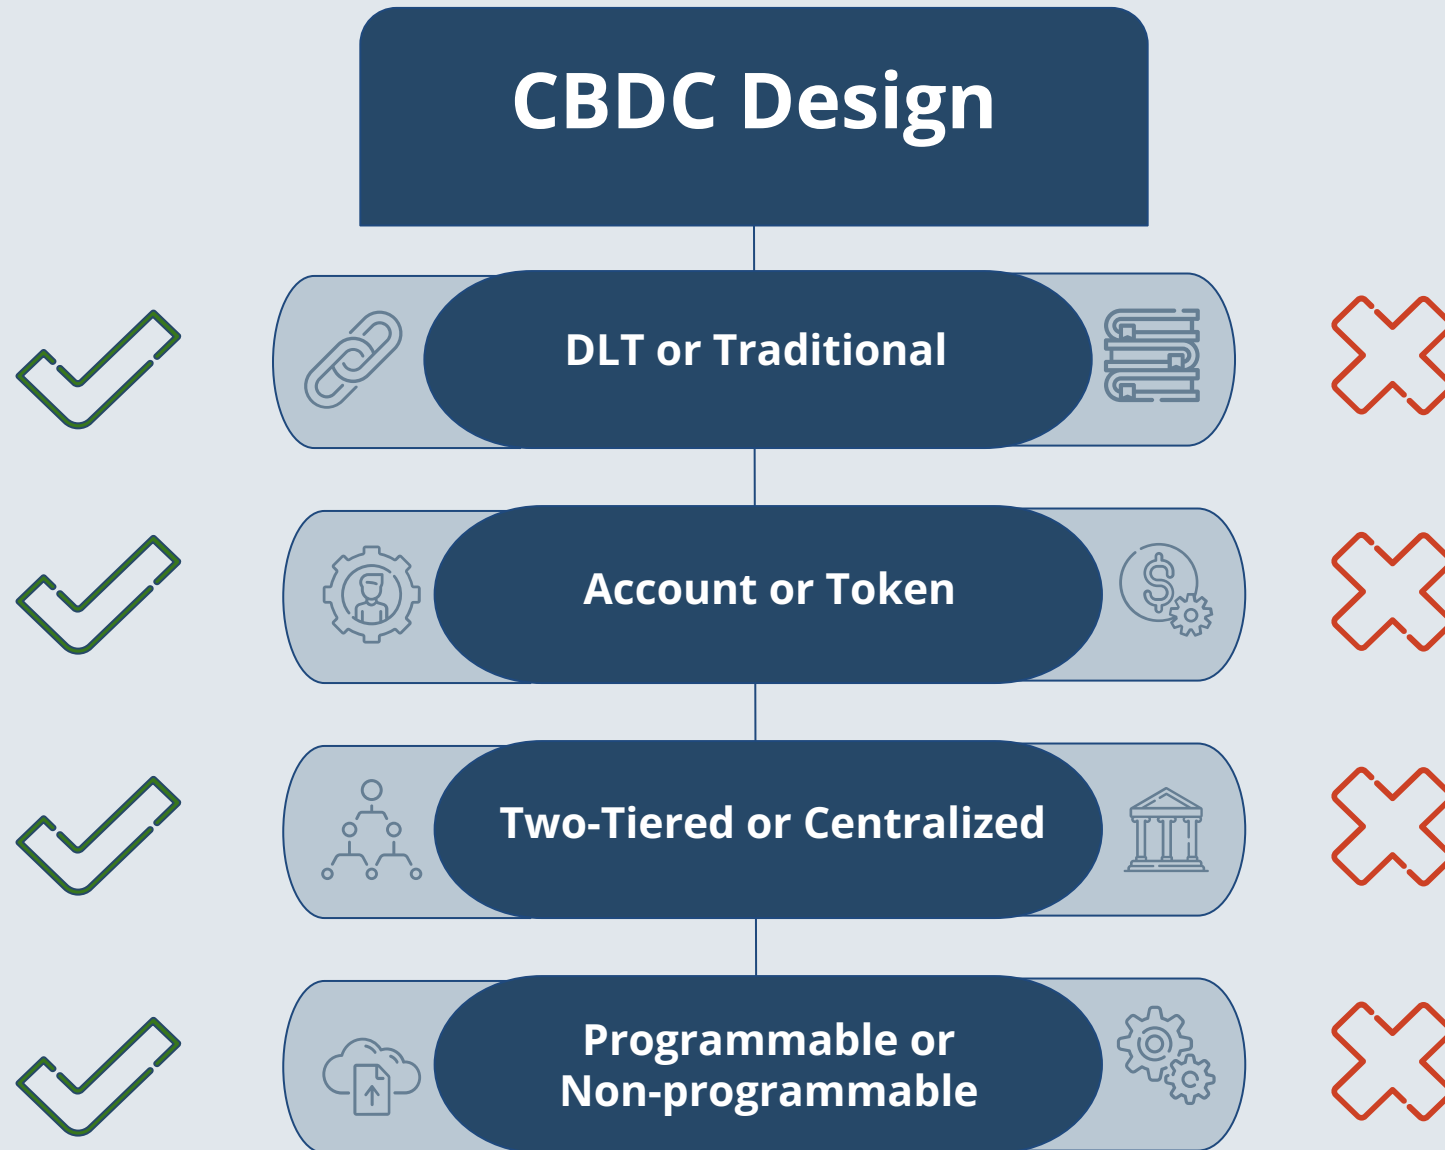 CBDC Design
DLT or Traditional
Account or Token
Two-Tiered or Centralized
Programmable or
Non-programmable